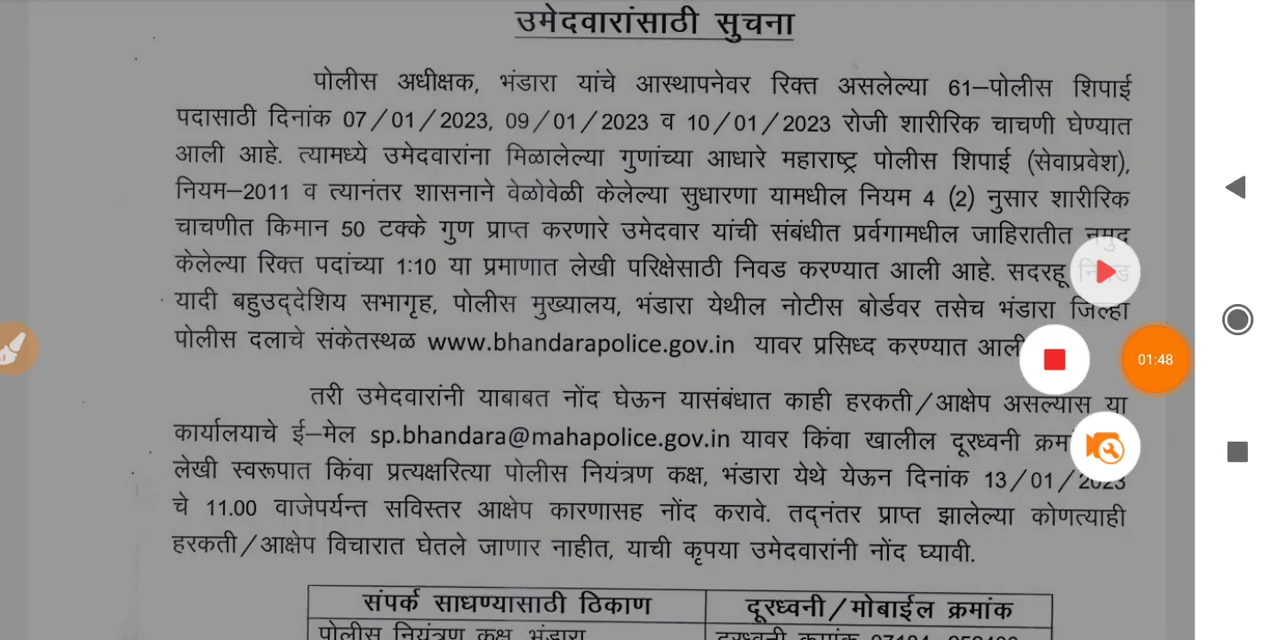 उमेदवारांसाठी सुचना
पोलीस अधीक्षक, भंडारा यांचे आस्थापनेवर रिक्त असलेल्या 61–पोलीस शिपाई
पदासाठी दिनांक 07/01/2023, 09/01/2023 व 10/01/2023 रोजी शारीरिक चाचणी घेण्यात
आली आहे. त्यामध्ये उमेदवारांना मिळालेल्या गुणांच्या आधारे महाराष्ट्र पोलीस शिपाई (सेवाप्रवेश),
नियम–2011 व त्यानंतर शासनाने वेळोवेळी केलेल्या सुधारणा यामधील नियम 4 (2) नुसार शारीरिक
चाचणीत किमान 50 टक्के गुण प्राप्त करणारे उमेदवार यांची संबंधीत प्रर्वगामधील जाहिरातीत नमुद
केलेल्या रिक्त पदांच्या 1:10 या प्रमाणात लेखी परिक्षेसाठी निवड करण्यात आली आहे. सदरहू
यादी बहुउद्देशिय सभागृह, पोलीस मुख्यालय, भंडारा येथील नोटीस बोर्डवर तसेच भंडारा जिल्हा
पोलीस दलाचे संकेतस्थळ www.bhandarapolice.gov.in यावर प्रसिध्द करण्यात आली
01:48
तरी उमेदवारांनी याबाबत नोंद घेऊन यासंबंधात काही हरकती/आक्षेप असल्यास या
कार्यालयाचे ई–मेल sp.bhandara@mahapolice.gov.in यावर किंवा खालील दूरध्वनी
लेखी स्वरूपात किंवा प्रत्यक्षरित्या पोलीस नियंत्रण कक्ष, भंडारा येथे येऊन दिनांक 13/01/2023
चे 11.00 वाजेपर्यन्त सविस्तर आक्षेप कारणासह नोंद करावे. तद्नंतर प्राप्त झालेल्या कोणत्याही
हरकती/आक्षेप विचारात घेतले जाणार नाहीत, याची कृपया उमेदवारांनी नोंद घ्यावी.
संपर्क साधण्यासाठी ठिकाण दूरध्वनी/मोबाईल क्रमांक
पोलीस नियंत्रण कक्ष, भंडारा